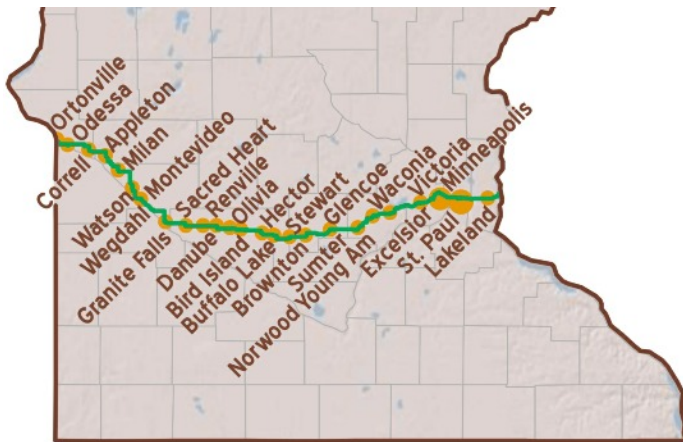 Ortonville
Odessa
Correll
Appleton
Milan
Watson
Montevideo
Wegdahl
Granite Falls
Sacred Heart
Renville
Danube
Olivia
Bird Island
Hector
Buffalo Lake
Stewart
Brownton
Glencoe
Sumter
Norwood Young Am
Waconia
Victoria
Excelsior
Minneapolis
St. Paul
Lakeland